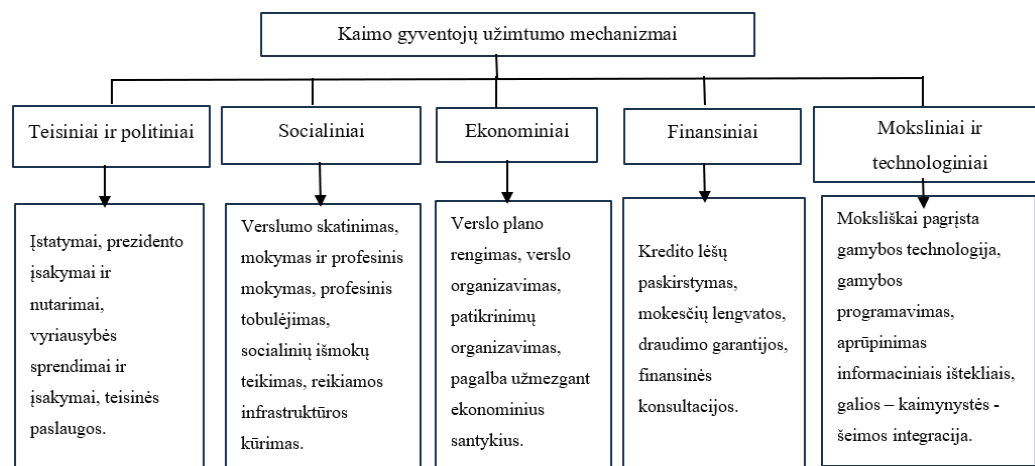 Kaimo gyventojų užimtumo mechanizmai
Teisiniai ir politiniai
Socialiniai
Ekonominiai
Finansiniai
Moksliniai ir
technologiniai
Įstatymai, prezidento
įsakymai ir
nutarimai,
vyriausybės
sprendimai ir
įsakymai, teisinės
paslaugos.
Verslumo skatinimas,
mokymas ir profesinis
mokymas, profesinis
tobulėjimas,
socialinių išmokų
teikimas, reikiamos
infrastruktūros
kūrimas.
Verslo plano
rengimas, verslo
organizavimas,
patikrinimų
organizavimas,
pagalba užmezgant
ekonominius
santykius.
Kredito lėšų
paskirstymas,
mokesčių lengvatos,
draudimo garantijos,
finansinės
konsultacijos.
Moksliškai pagrįsta
gamybos technologija,
gamybos
programavimas,
aprūpinimas
informaciniais ištekliais,
galios – kaimynystės -
šeimos integracija.